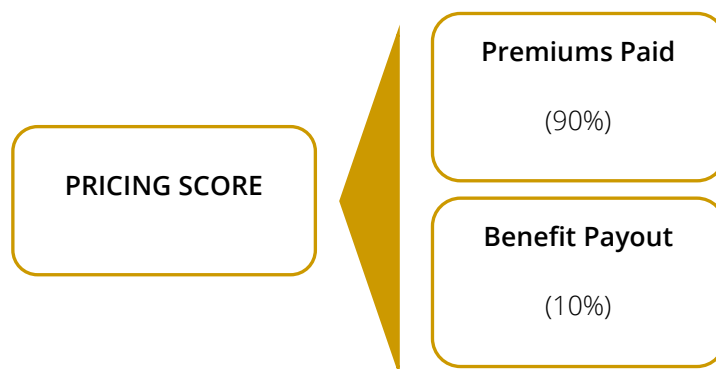 PRICING SCORE
Premiums Paid
(90%)
Benefit Payout
(10%)